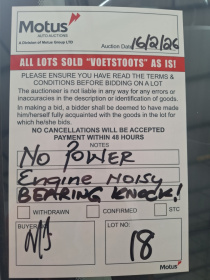 Motus
AUTO AUCTIONS
A Division of Motus Group LTD
Auction Date 16/2/26
ALL LOTS SOLD "VOETSTOOTS" AS IS!
PLEASE ENSURE YOU HAVE READ THE TERMS &
CONDITIONS BEFORE BIDDING ON A LOT
The auctioneer is not liable in any way for any errors or
inaccuracies in the description or identification of goods.
In making a bid, a bidder shall be deemed to have made
him/herself fully acquainted with the goods in the lot for
which he/she bids.
NO CANCELLATIONS WILL BE ACCEPTED
PAYMENT WITHIN 48 HOURS
NOTES
NO POWER
ENGINE NOISY
BEARING KNOCK!
WITHDRAWN CONFIRMED STC
BUYER LOT NO:
18
Motus